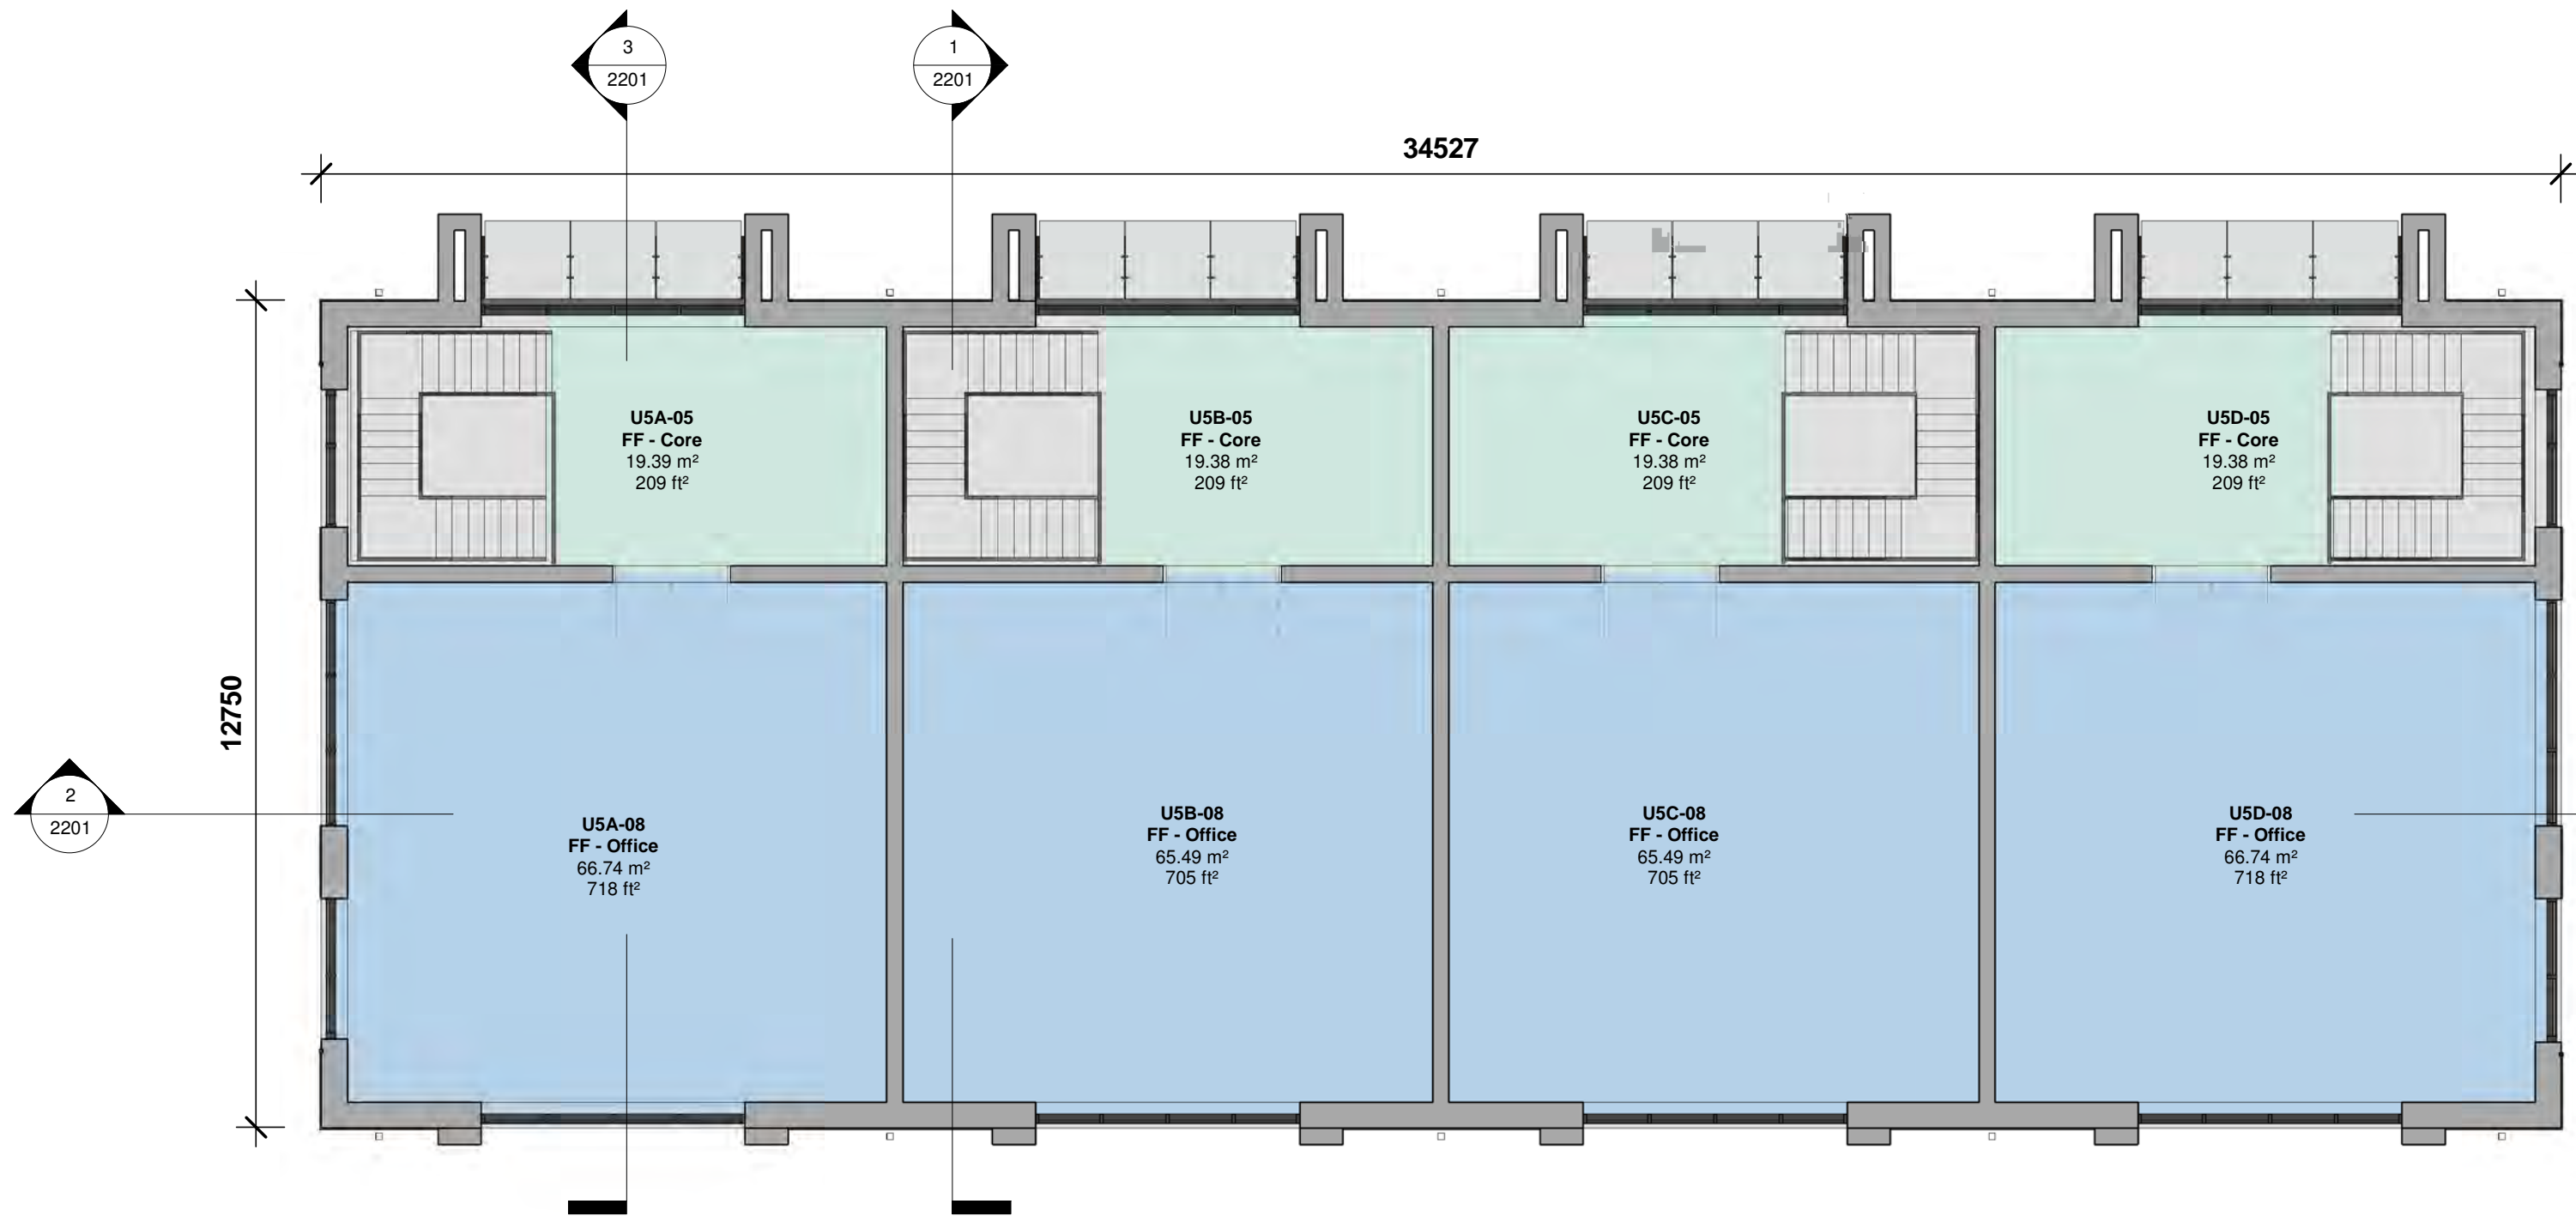 3
2201
1
2201
34527
U5A-05
FF - Core
19.39 m²
209 ft²
U5B-05
FF - Core
19.38 m²
209 ft²
U5C-05
FF - Core
19.38 m²
209 ft²
U5D-05
FF - Core
19.38 m²
209 ft²
12750
2
2201
U5A-08
FF - Office
66.74 m²
718 ft²
U5B-08
FF - Office
65.49 m²
705 ft²
U5C-08
FF - Office
65.49 m²
705 ft²
U5D-08
FF - Office
66.74 m²
718 ft²